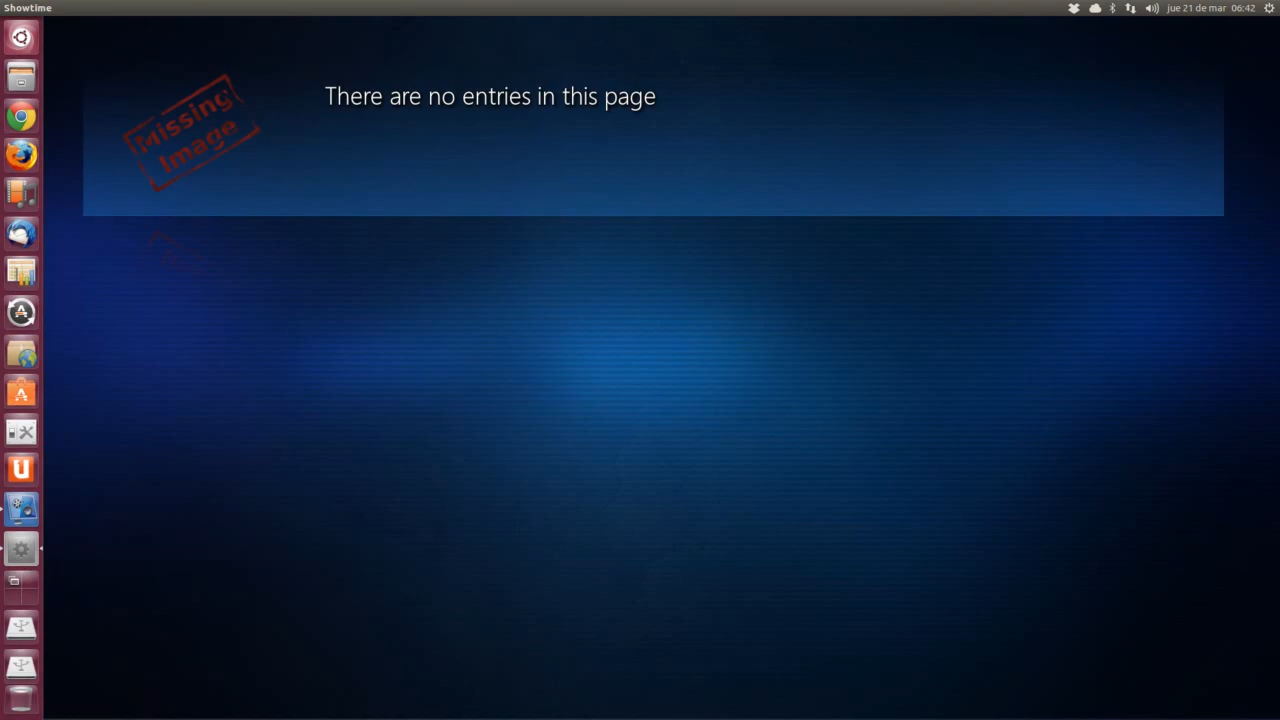 Showtime
jue 21 de mar 06:42
There are no entries in this page
Missing
Image